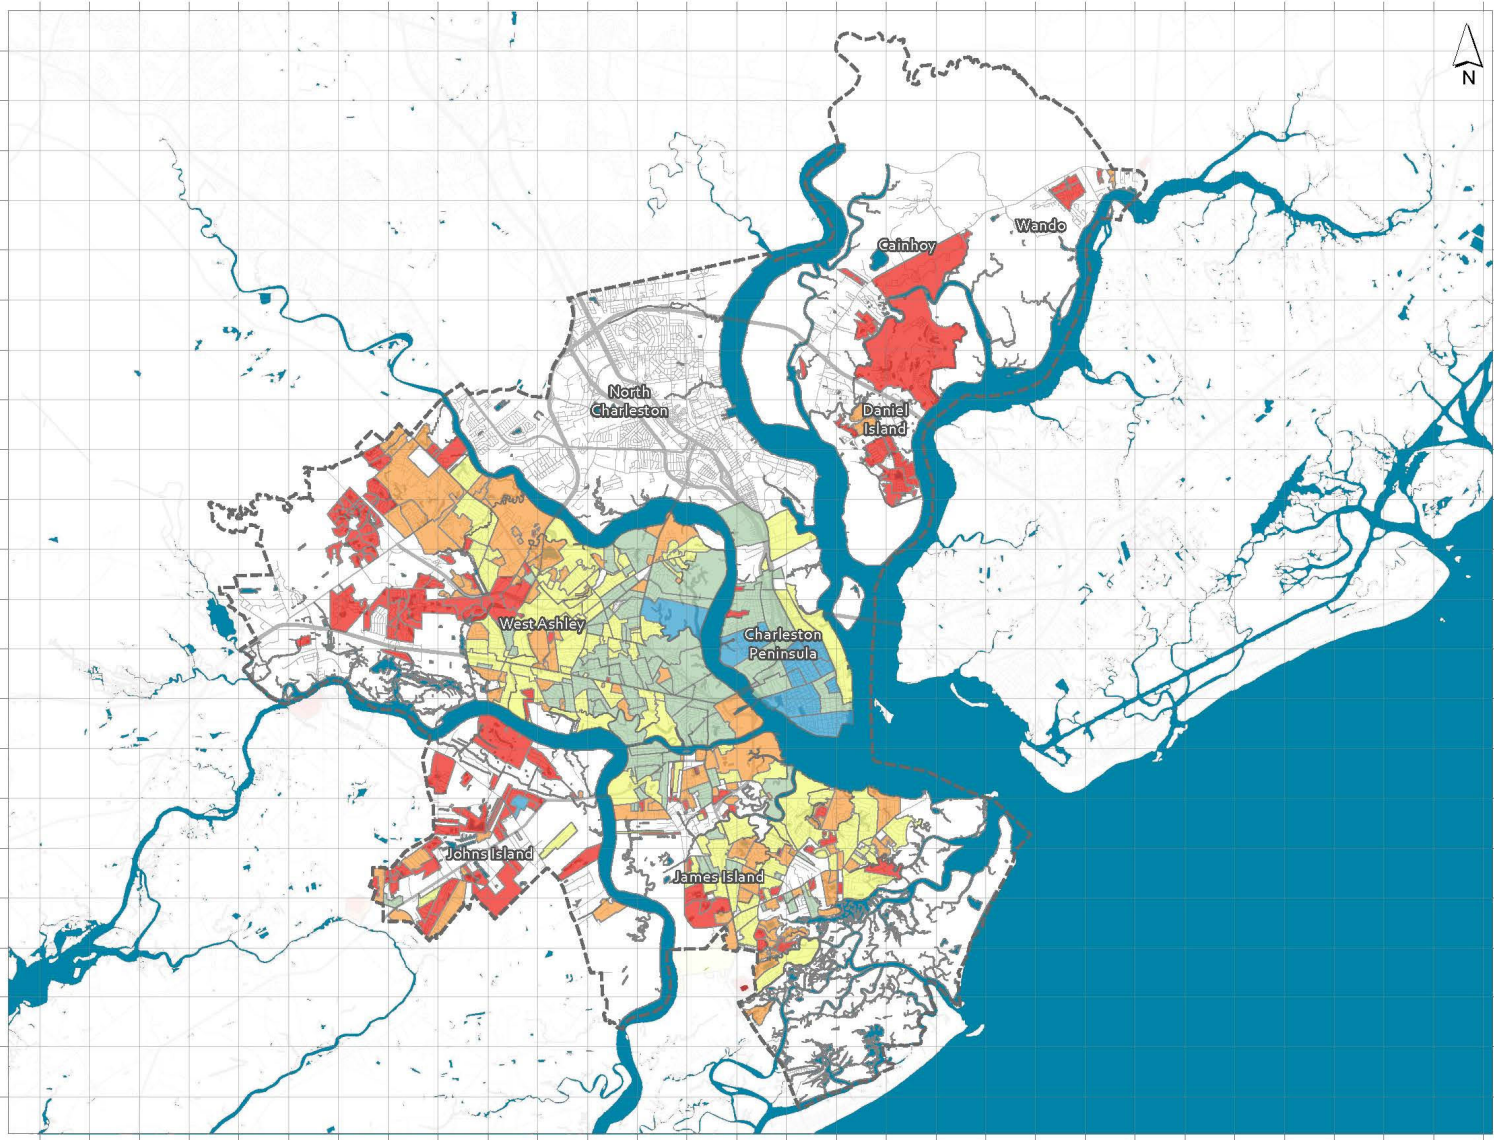 N
Wando
Cainhoy
North
Charleston
Daniel
Island
West Ashley
Charleston
Peninsula
Johns Island
James Island